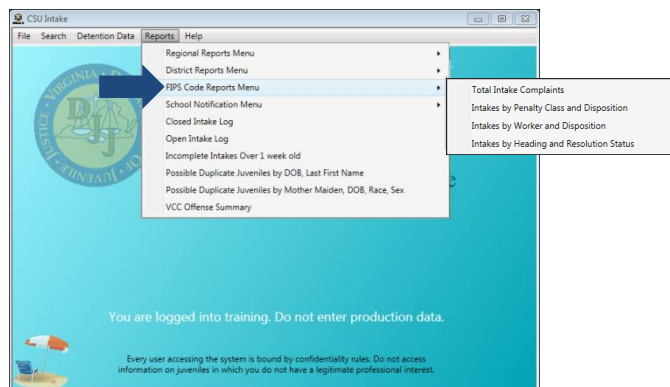 CSU Intake
File Search Detention Data Reports Help
Regional Reports Menu
District Reports Menu
FIPS Code Reports Menu
Total Intake Complaints
School Notification Menu
Intakes by Penalty Class and Disposition
Closed Intake Log
Intakes by Worker and Disposition
Open Intake Log
Intakes by Heading and Resolution Status
Incomplete Intakes Over 1 week old
Possible Duplicate Juveniles by DOB, Last First Name
Possible Duplicate Juveniles by Mother Maiden, DOB, Race, Sex
VCC Offense Summary
VIRGINIA
JUSTICE
OF JUVENILE
DJJ
You are logged into training. Do not enter production data.
Every user accessing the system is bound by confidentiality rules. Do not access
information on juveniles in which you do not have a legitimate professional interest.